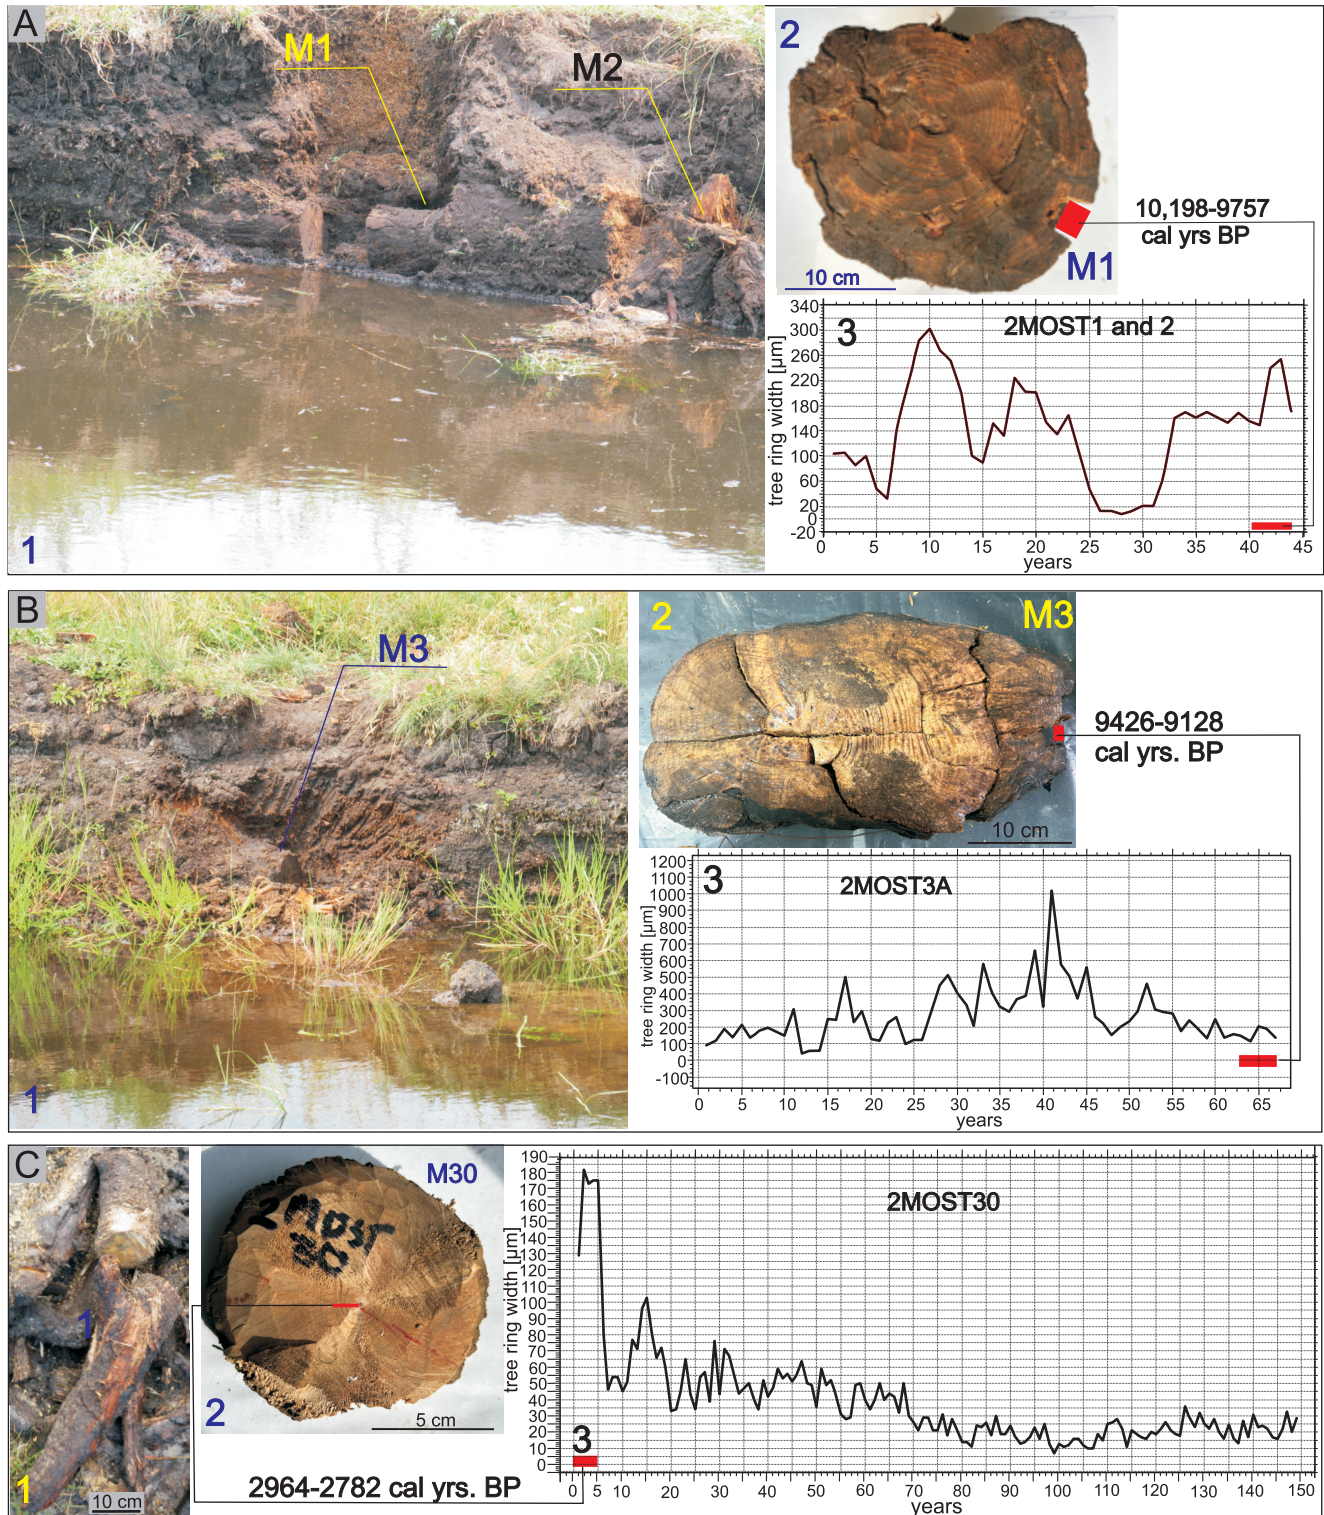 A
M1
M2
1
2
10,198-9757
cal yrs BP
M1
10 cm
3
2MOST1 and 2
tree ring width [µm]
340
300
260
220
180
140
100
60
20
0
-20
0 5 10 15 20 25 30 35 40 45
years
B
M3
1
2
M3
9426-9128
cal yrs. BP
10 cm
3
2MOST3A
tree ring width [µm]
1200
1100
1000
900
800
700
600
500
400
300
200
100
0
-100
0 5 10 15 20 25 30 35 40 45 50 55 60 65
years
C
1
1
10 cm
M30
2MOST
30
2
5 cm
2964-2782 cal yrs. BP
3
2MOST30
tree ring width [µm]
190
180
170
160
150
140
130
120
110
100
90
80
70
60
50
40
30
20
10
0
0 5 10 20 30 40 50 60 70 80 90 100 110 120 130 140 150
years